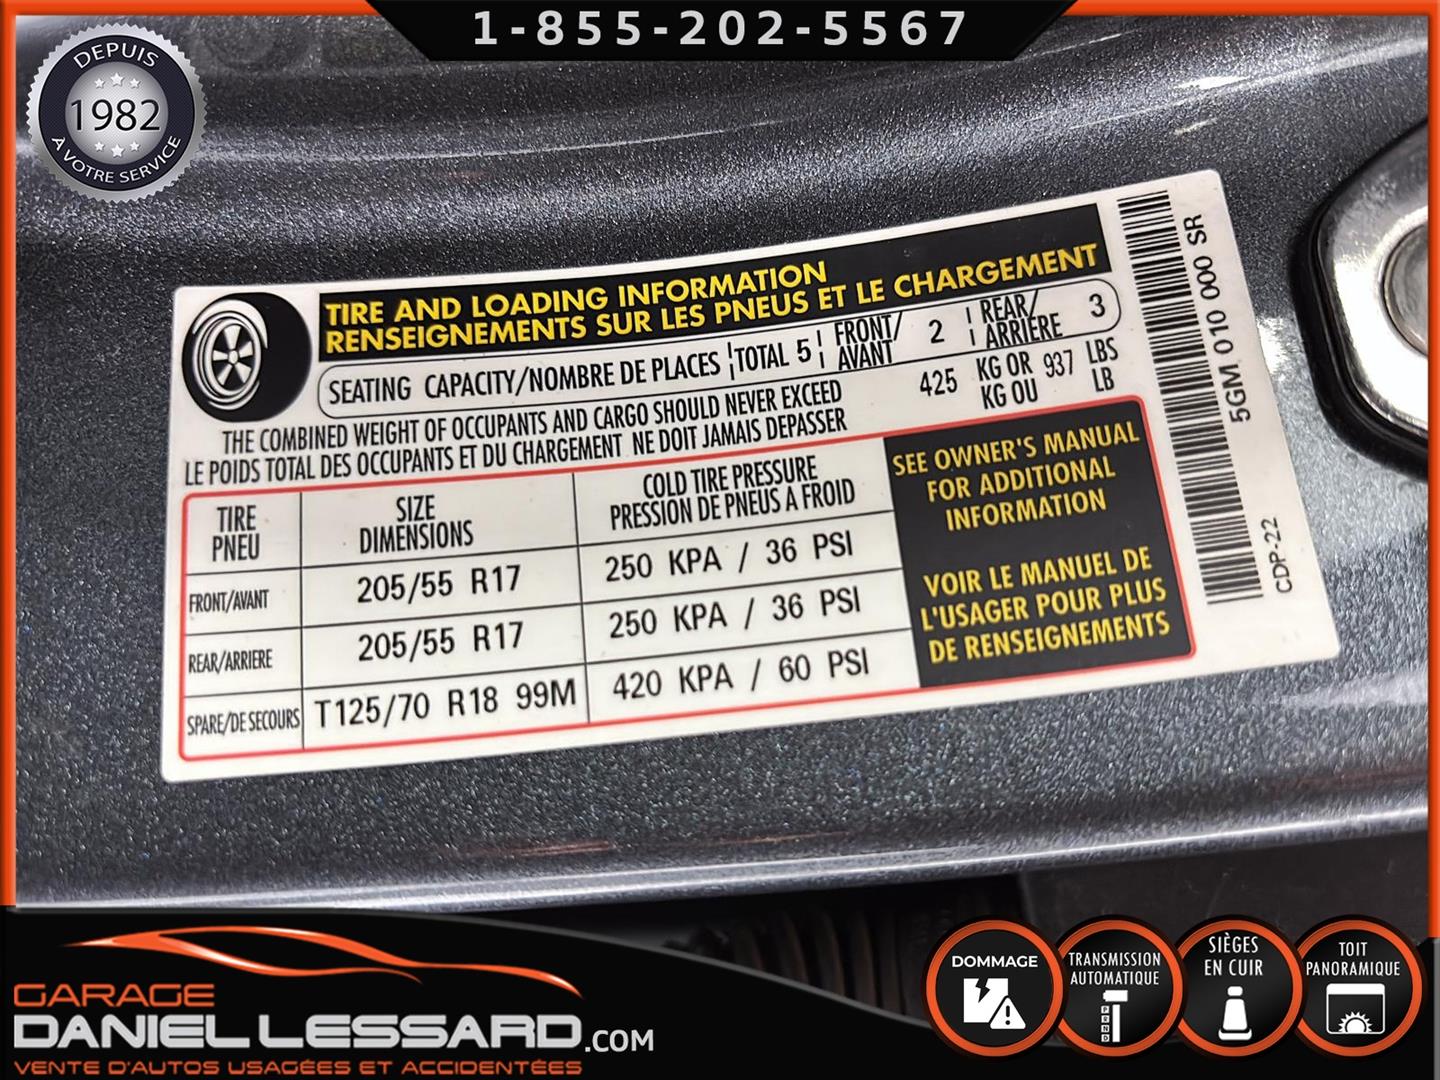 1-855-202-5567
DEPUIS
1982
À VOTRE SERVICE
TIRE AND LOADING INFORMATION
RENSEIGNEMENTS SUR LES PNEUS ET LE CHARGEMENT
SEATING CAPACITY/NOMBRE DE PLACES TOTAL 5 FRONT/AVANT 2 REAR/ARRIÈRE 3
THE COMBINED WEIGHT OF OCCUPANTS AND CARGO SHOULD NEVER EXCEED 425 KG OR 937 LBS
LE POIDS TOTAL DES OCCUPANTS ET DU CHARGEMENT NE DOIT JAMAIS DEPASSER KG OU LB
TIRE SIZE COLD TIRE PRESSURE
PNEU DIMENSIONS PRESSION DE PNEUS A FROID
FRONT/AVANT 205/55 R17 250 KPA / 36 PSI
REAR/ARRIERE 205/55 R17 250 KPA / 36 PSI
SPARE/DE SECOURS T125/70 R18 99M 420 KPA / 60 PSI
SEE OWNER'S MANUAL
FOR ADDITIONAL
INFORMATION
VOIR LE MANUEL DE
L'USAGER POUR PLUS
DE RENSEIGNEMENTS
5GM 010 000 SR
CDP-22
GARAGE
DANIEL LESSARD.COM
VENTE D'AUTOS USAGÉES ET ACCIDENTÉES
DOMMAGE
TRANSMISSION
AUTOMATIQUE
P
R
N
D
SIÈGES
EN CUIR
TOIT
PANORAMIQUE